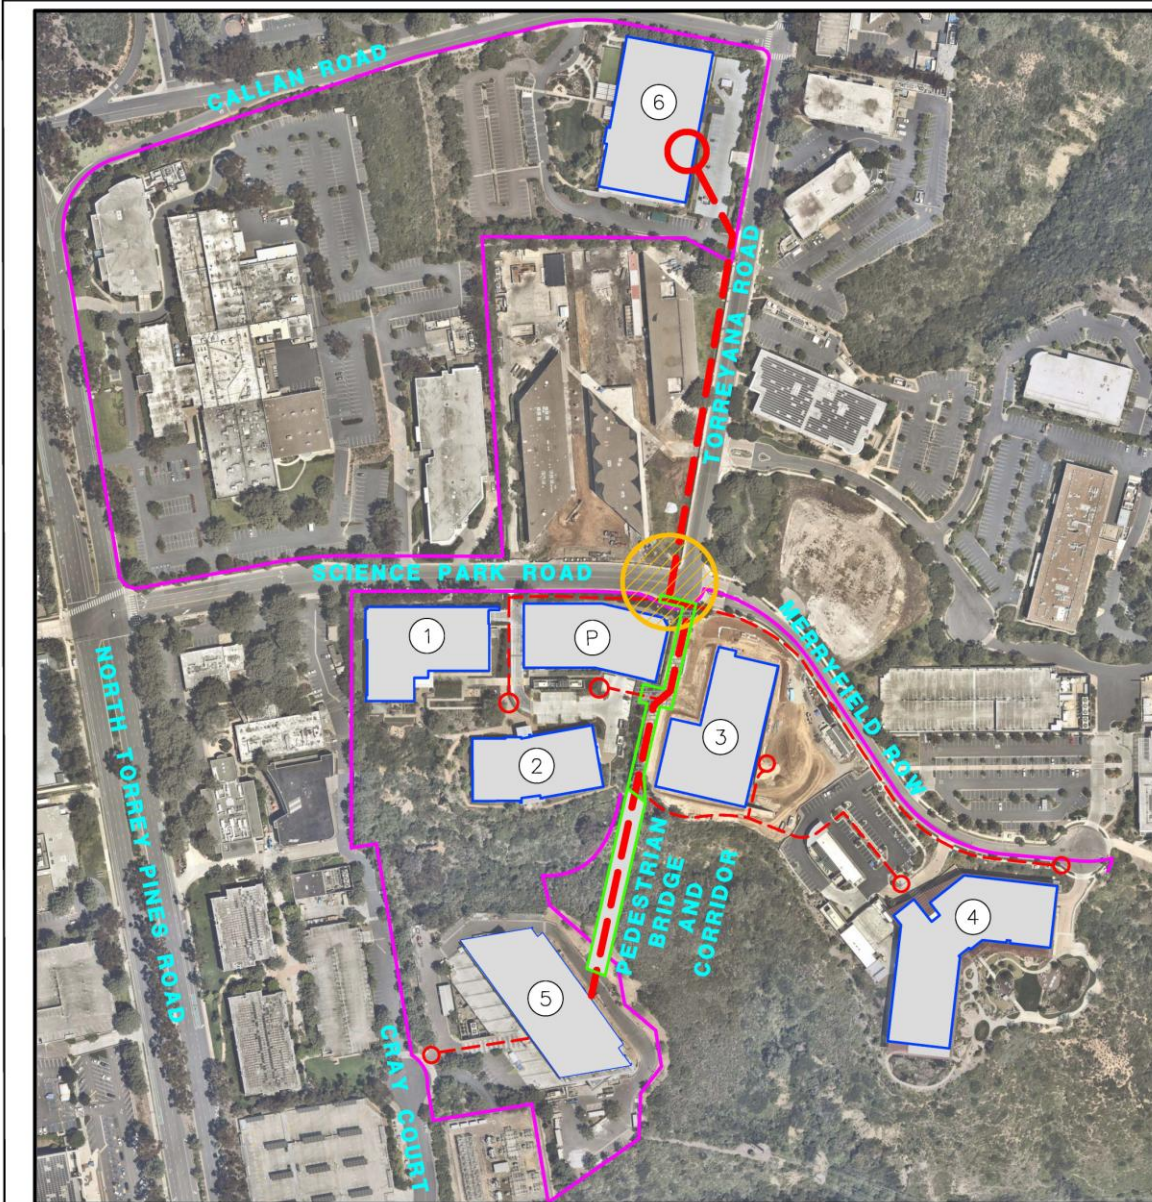 CALLAN ROAD
6
TORREYANA ROAD
SCIENCE PARK ROAD
1
P
MERRYFIELD ROW
3
2
NORTH TORREY PINES ROAD
PEDESTRIAN
BRIDGE
AND
CORRIDOR
4
5
CRAY COURT